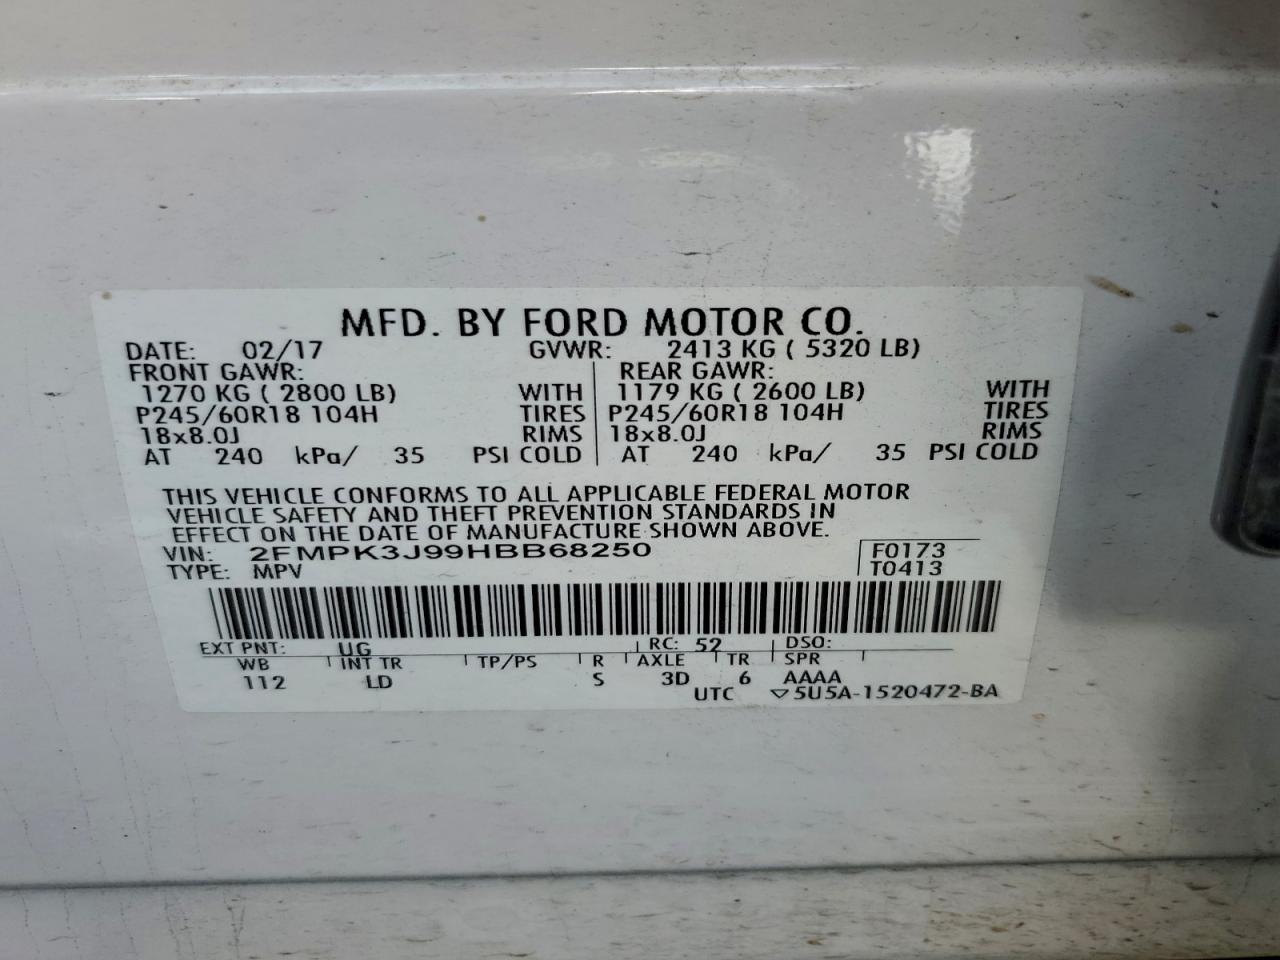 MFD. BY FORD MOTOR CO.
DATE: 02/17 GVWR: 2413 KG ( 5320 LB)
FRONT GAWR: REAR GAWR:
1270 KG ( 2800 LB) WITH 1179 KG ( 2600 LB) WITH
P245/60R18 104H TIRES P245/60R18 104H TIRES
18x8.0J RIMS 18x8.0J RIMS
AT 240 kPa/ 35 PSI COLD AT 240 kPa/ 35 PSI COLD
THIS VEHICLE CONFORMS TO ALL APPLICABLE FEDERAL MOTOR
VEHICLE SAFETY AND THEFT PREVENTION STANDARDS IN
EFFECT ON THE DATE OF MANUFACTURE SHOWN ABOVE.
VIN: 2FMPK3J99HBB68250 F0173
TYPE: MPV T0413
EXT PNT: UG RC: 52 DSO:
WB INT TR TP/PS R AXLE TR SPR
112 LD S 3D 6 AAAA
UTC ▽5U5A-1520472-BA